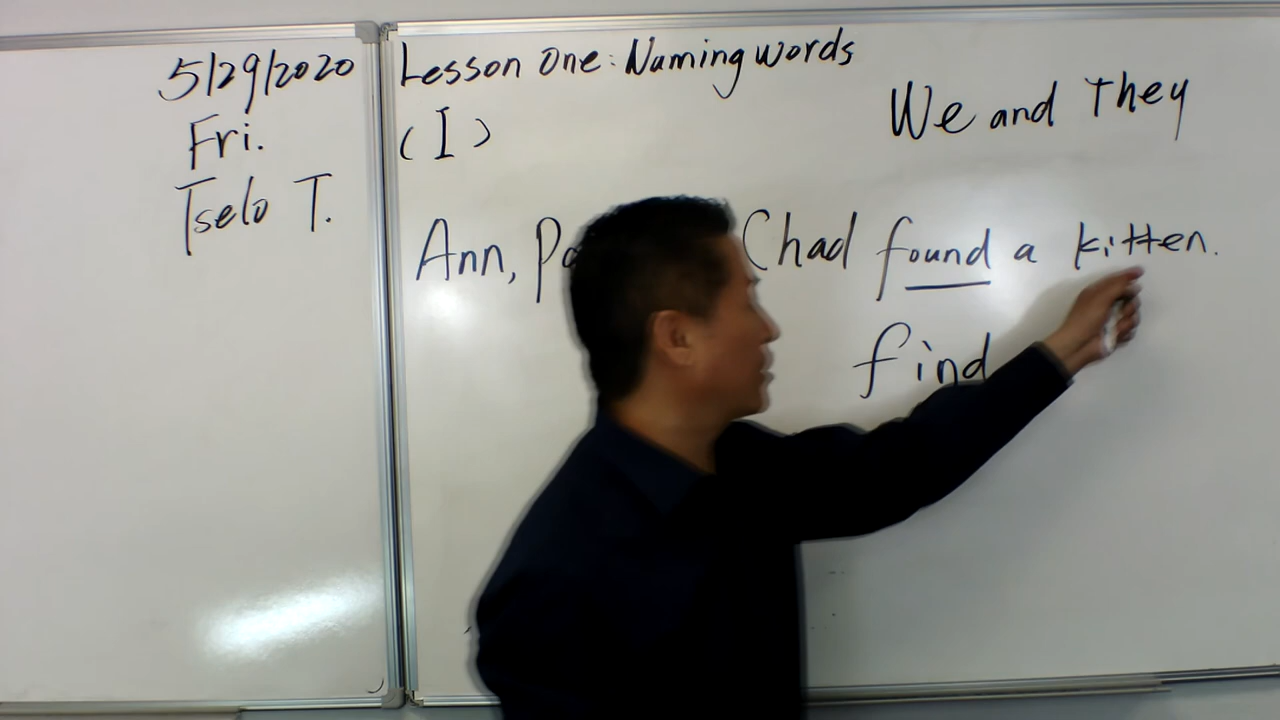 5/29/2020
Fri.
Tselo T.
Lesson One: Naming words
(I)
We and They
Ann, Chad found a kitten.
find